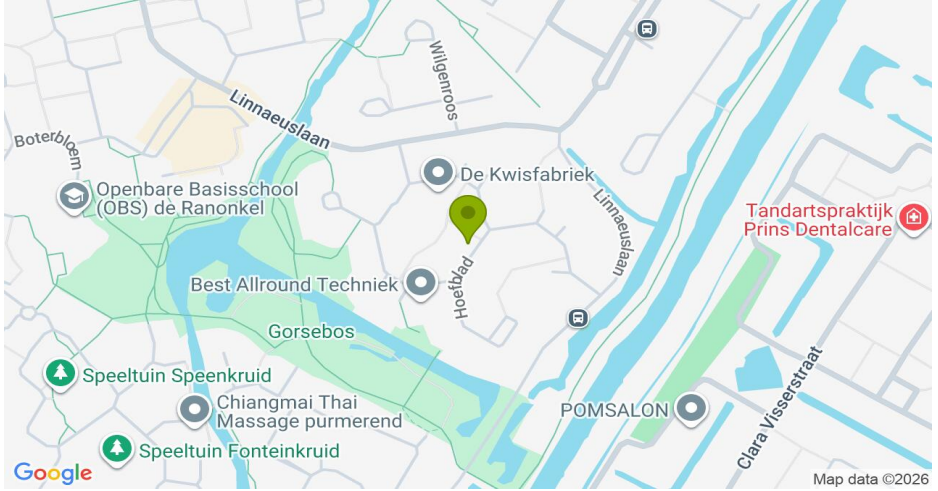 Wilgenroos
Linnaeuslaan
Boterbloem
De Kwisfabriek
Openbare Basisschool
(OBS) de Ranonkel
Linnaeuslaan
Tandartspraktijk
Prins Dentalcare
Best Allround Techniek
Hoefblad
Gorsebos
Speeltuin Speenkruid
Chiangmai Thai
Massage purmerend
POMSALON
Clara Visserstraat
Speeltuin Fonteinkruid
Google
Map data ©2026